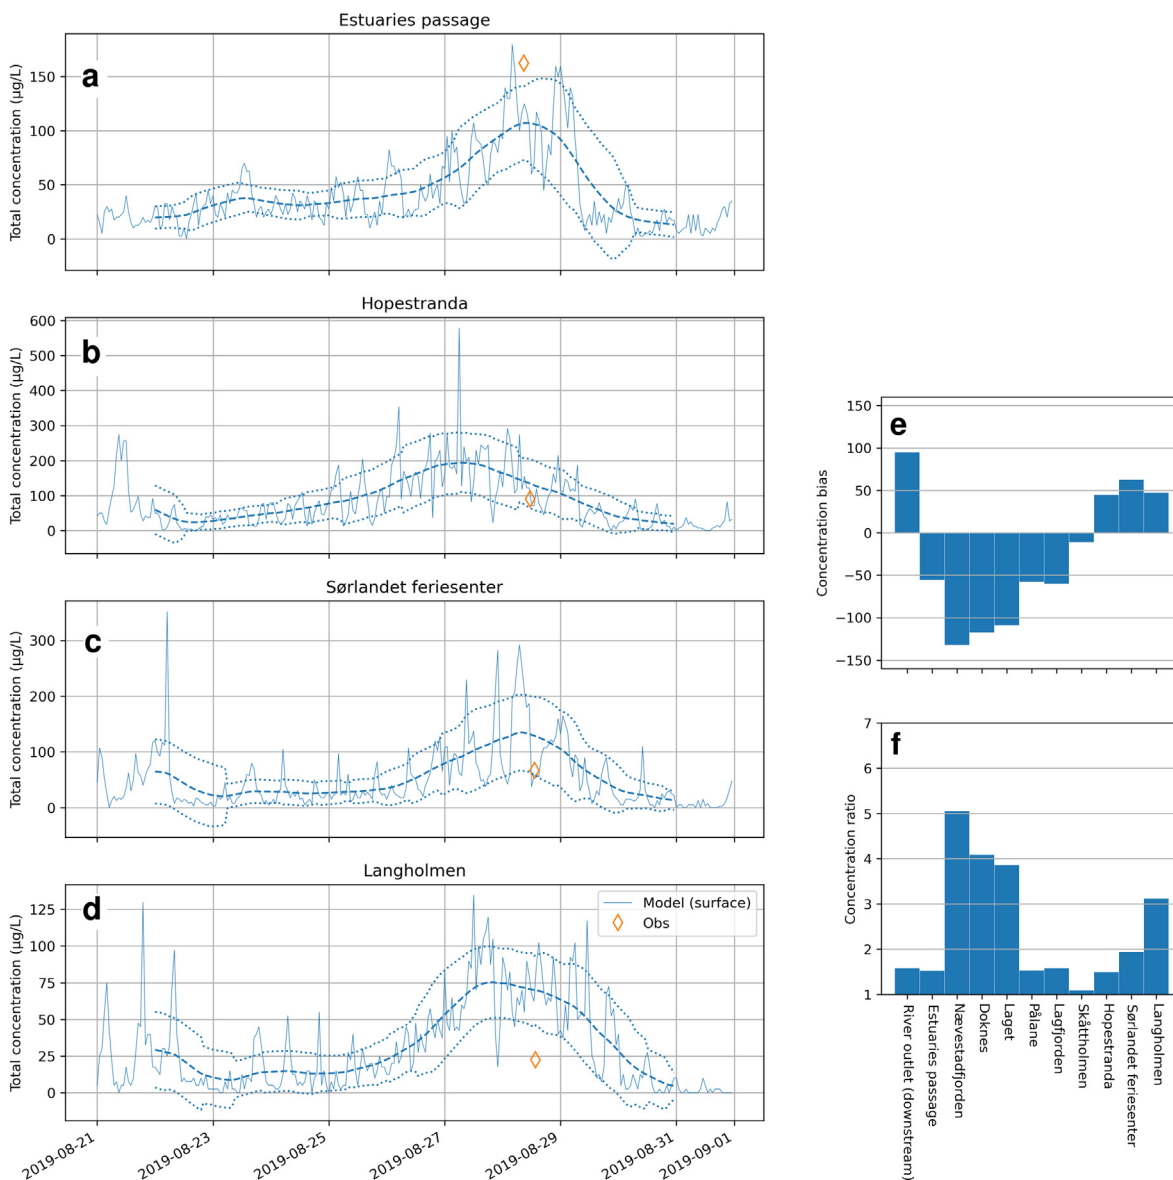 Estuaries passage
a
Total concentration (µg/L)
150
100
50
0
Hopestranda
b
Total concentration (µg/L)
600
500
400
300
200
100
0
Sørlandet feriesenter
c
Total concentration (µg/L)
300
200
100
0
Langholmen
d
Total concentration (µg/L)
125
100
75
50
25
0
Model (surface)
Obs
2019-08-21
2019-08-23
2019-08-25
2019-08-27
2019-08-29
2019-08-31
2019-09-01
e
Concentration bias
150
100
50
0
−50
−100
−150
f
Concentration ratio
7
6
5
4
3
2
1
River outlet (downstream)
Estuaries passage
Nævestadfjorden
Doknes
Laget
Pålane
Lagfjorden
Skåttholmen
Hopestranda
Sørlandet feriesenter
Langholmen